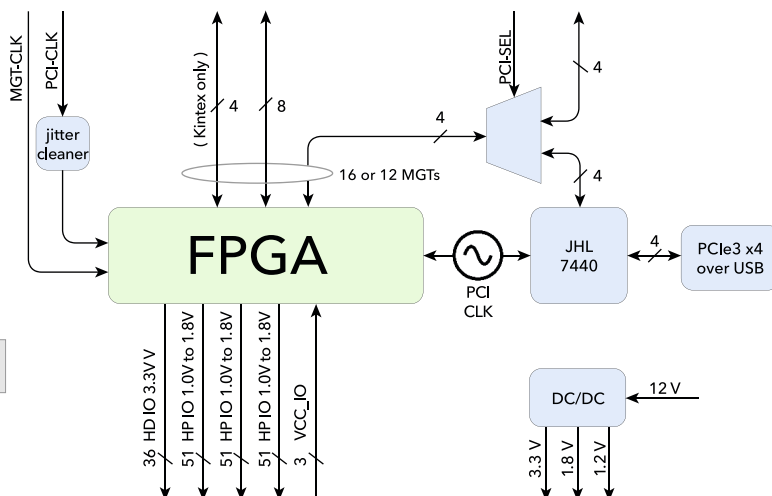 MGT-CLK
PCI-CLK
( Kintex only )
4
8
PCI-SEL
4
4
jitter
cleaner
16 or 12 MGTs
4
FPGA
PCI
CLK
JHL
7440
4
PCIe3 x4
over USB
36 HD IO 3.3V V
51 HP IO 1.0V to 1.8V
51 HP IO 1.0V to 1.8V
51 HP IO 1.0V to 1.8V
3 VCC_IO
DC/DC
12 V
3.3 V
1.8 V
1.2 V